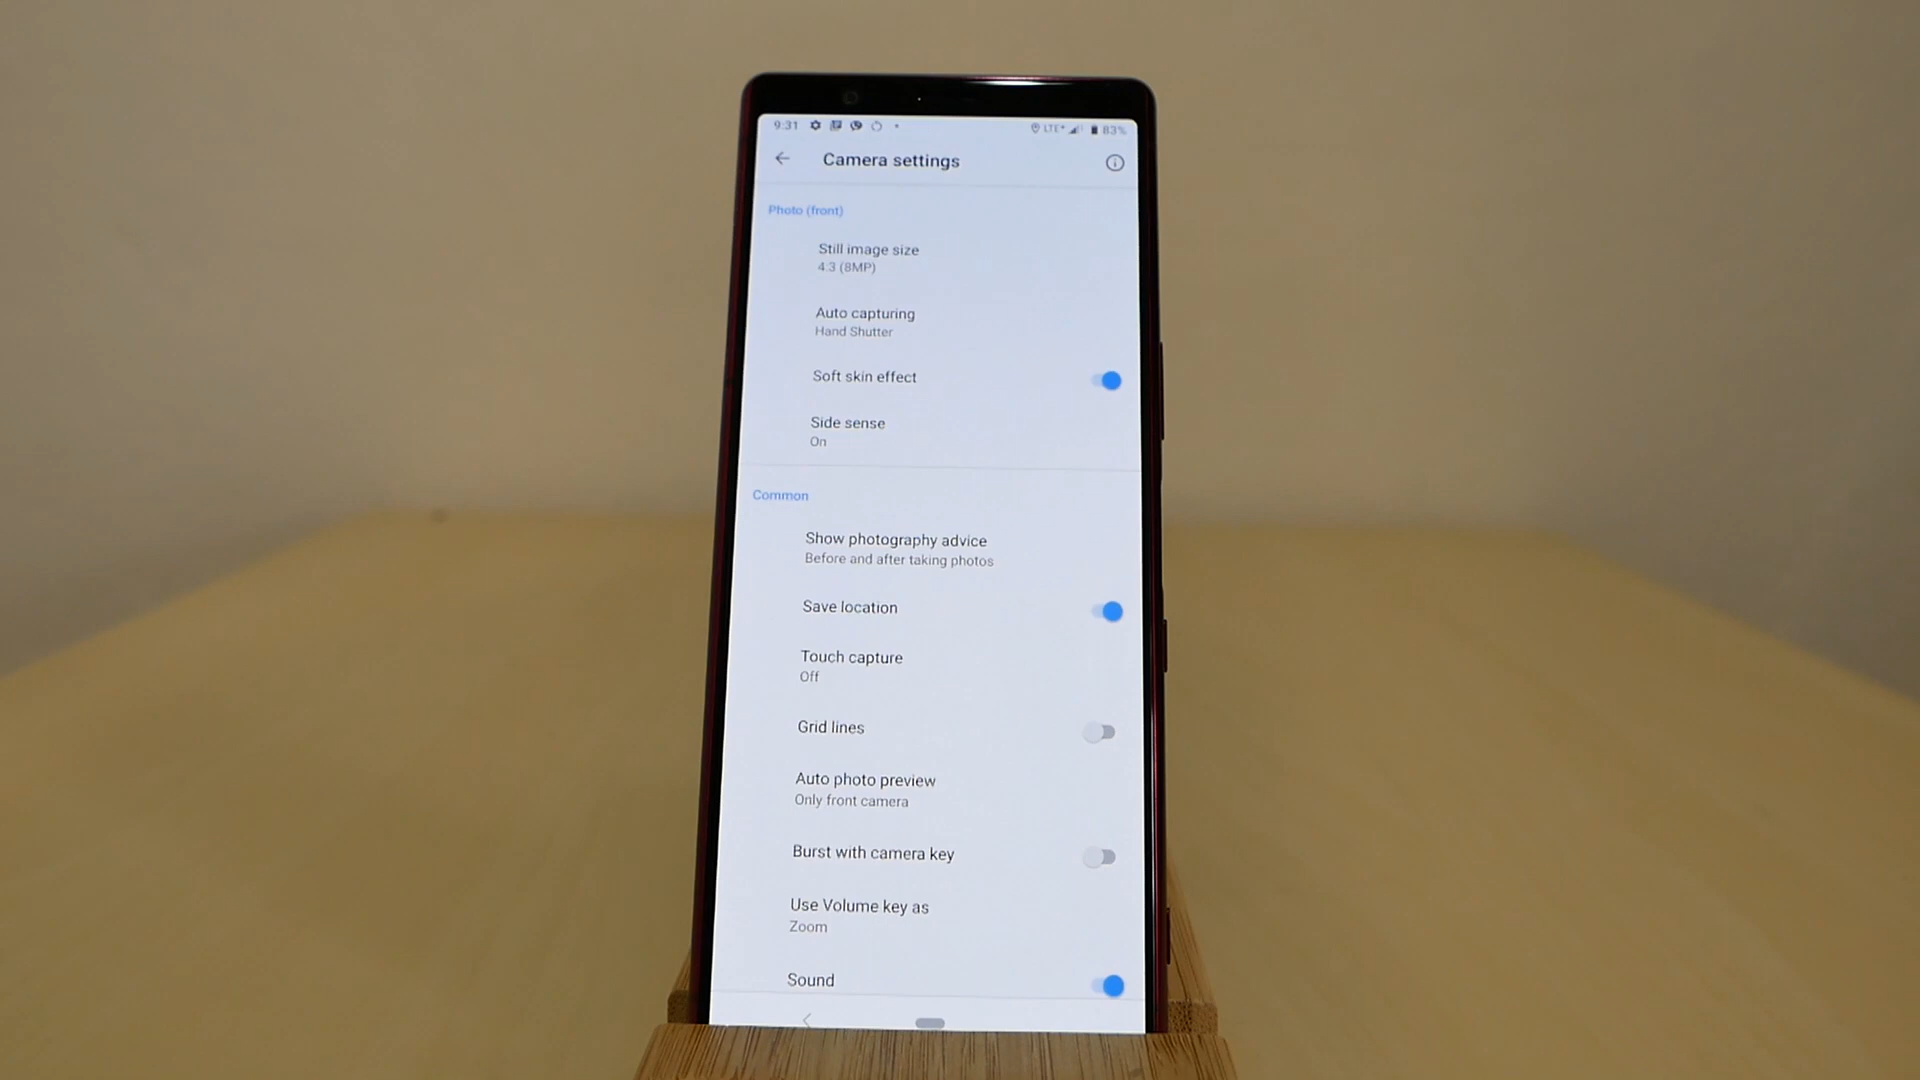 9:31 LTE+ 83%
Camera settings
Photo (front)
Still image size
4:3 (8MP)
Auto capturing
Hand Shutter
Soft skin effect
Side sense
On
Common
Show photography advice
Before and after taking photos
Save location
Touch capture
Off
Grid lines
Auto photo preview
Only front camera
Burst with camera key
Use Volume key as
Zoom
Sound